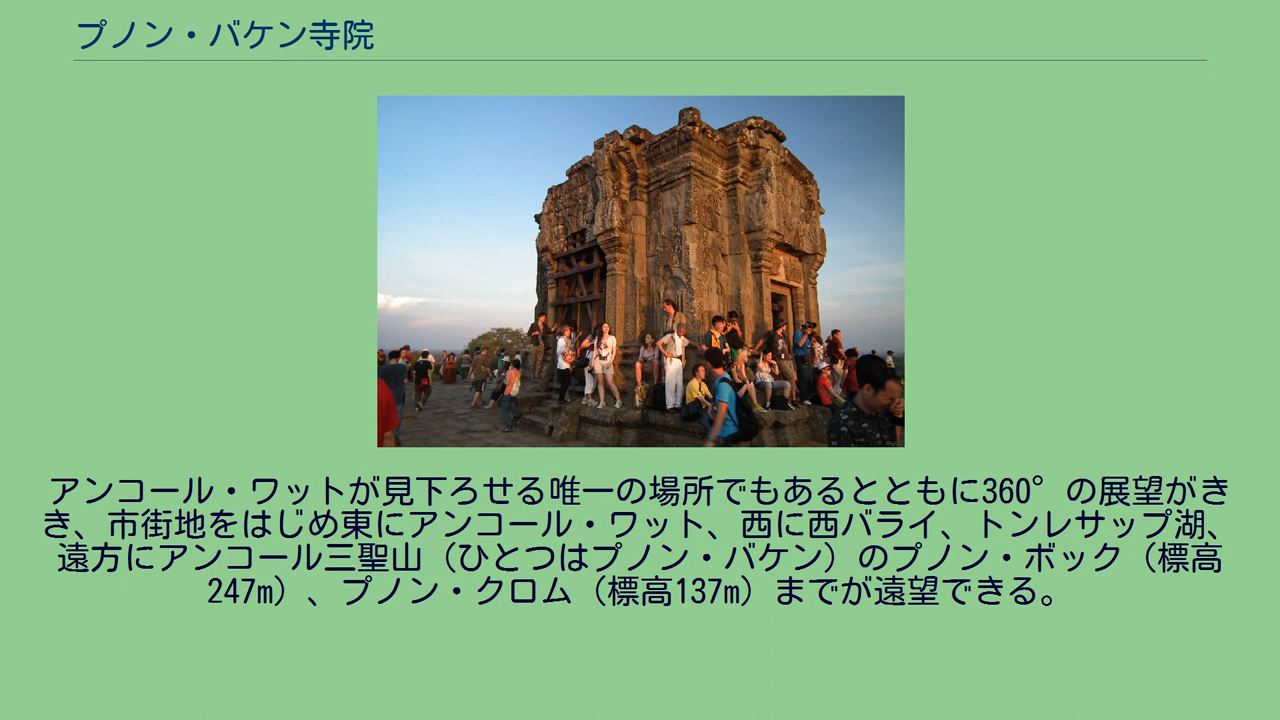 プノン・バケン寺院
アンコール・ワットが見下ろせる唯一の場所でもあるとともに360°の展望がき
き、市街地をはじめ東にアンコール・ワット、西に西バライ、トンレサップ湖、
遠方にアンコール三聖山（ひとつはプノン・バケン）のプノン・ボック（標高
247m）、プノン・クロム（標高137m）までが遠望できる。